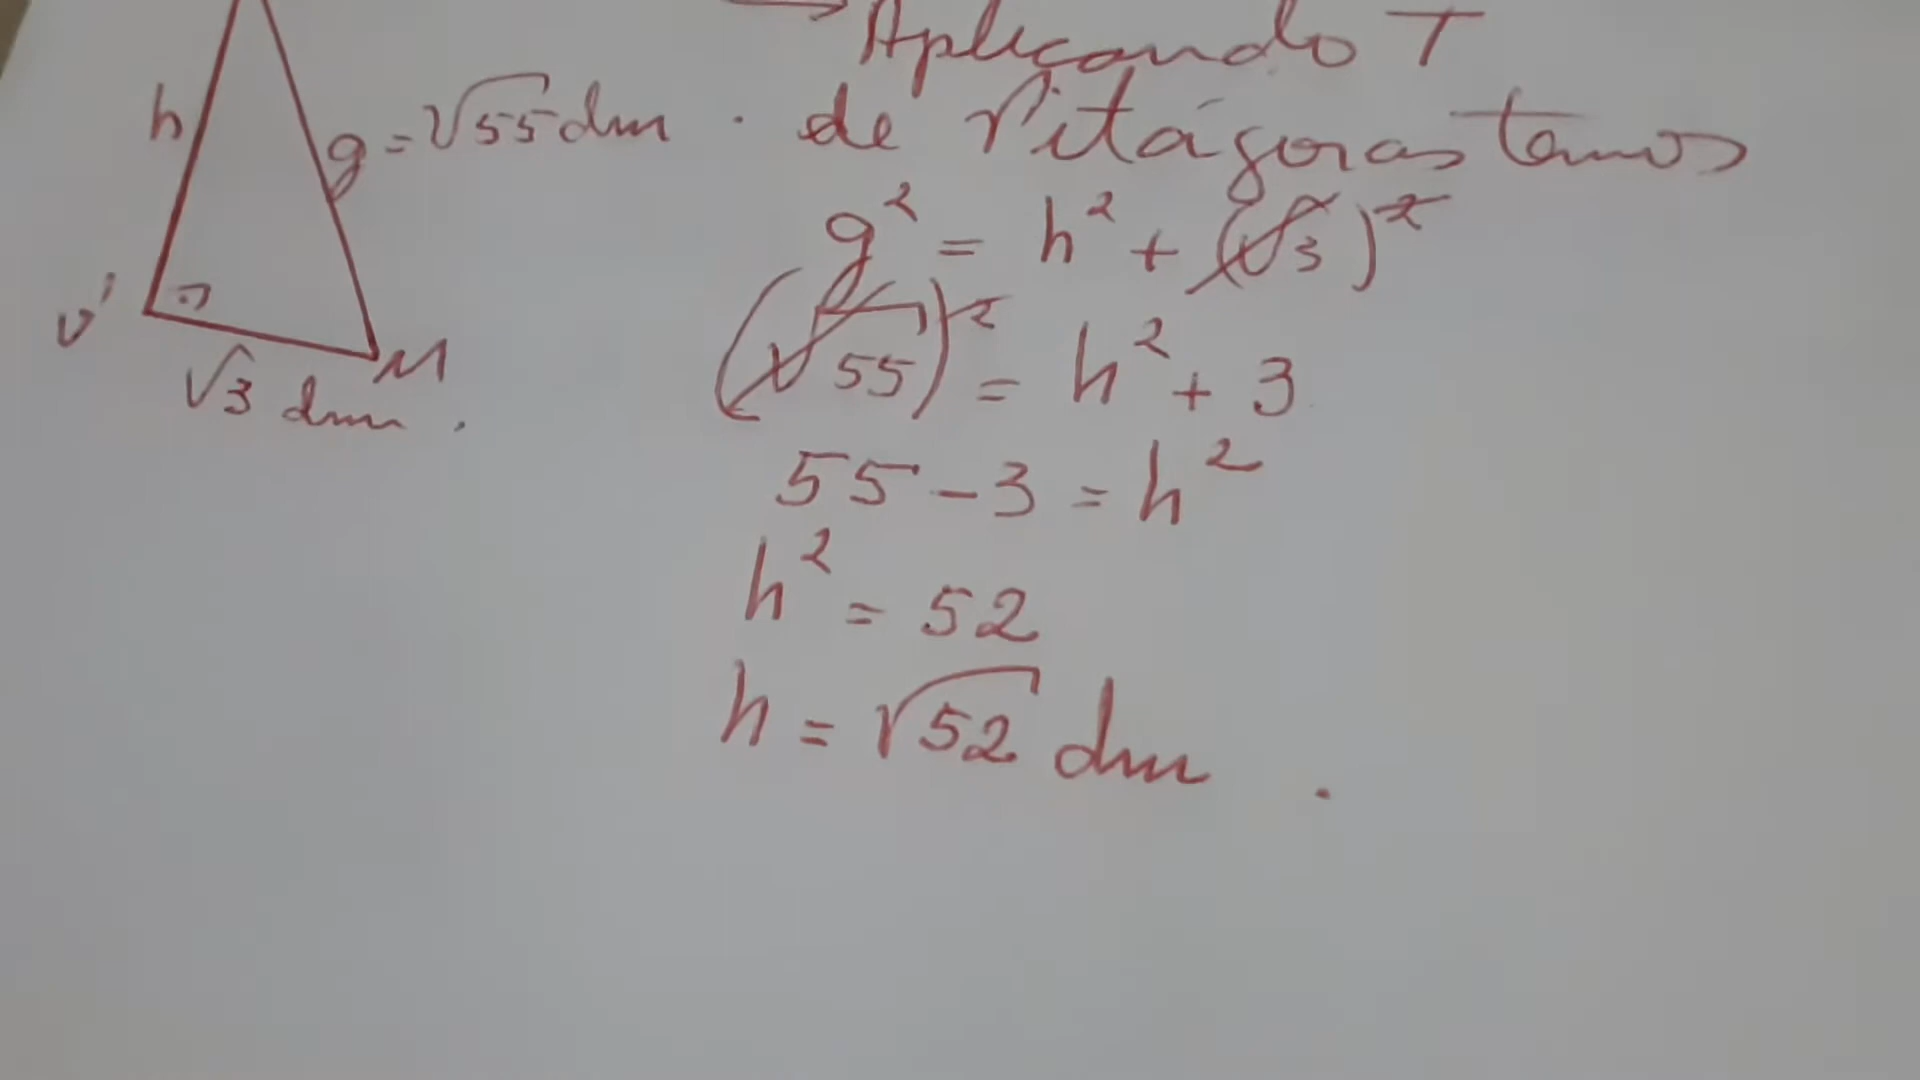 → Aplicando T
de Pitágoras temos
h
g = √55 dm .
v'
M
√3 dm .
g² = h² + (√3)²
(√55)² = h² + 3
55 - 3 = h²
h² = 52
h = √52 dm .